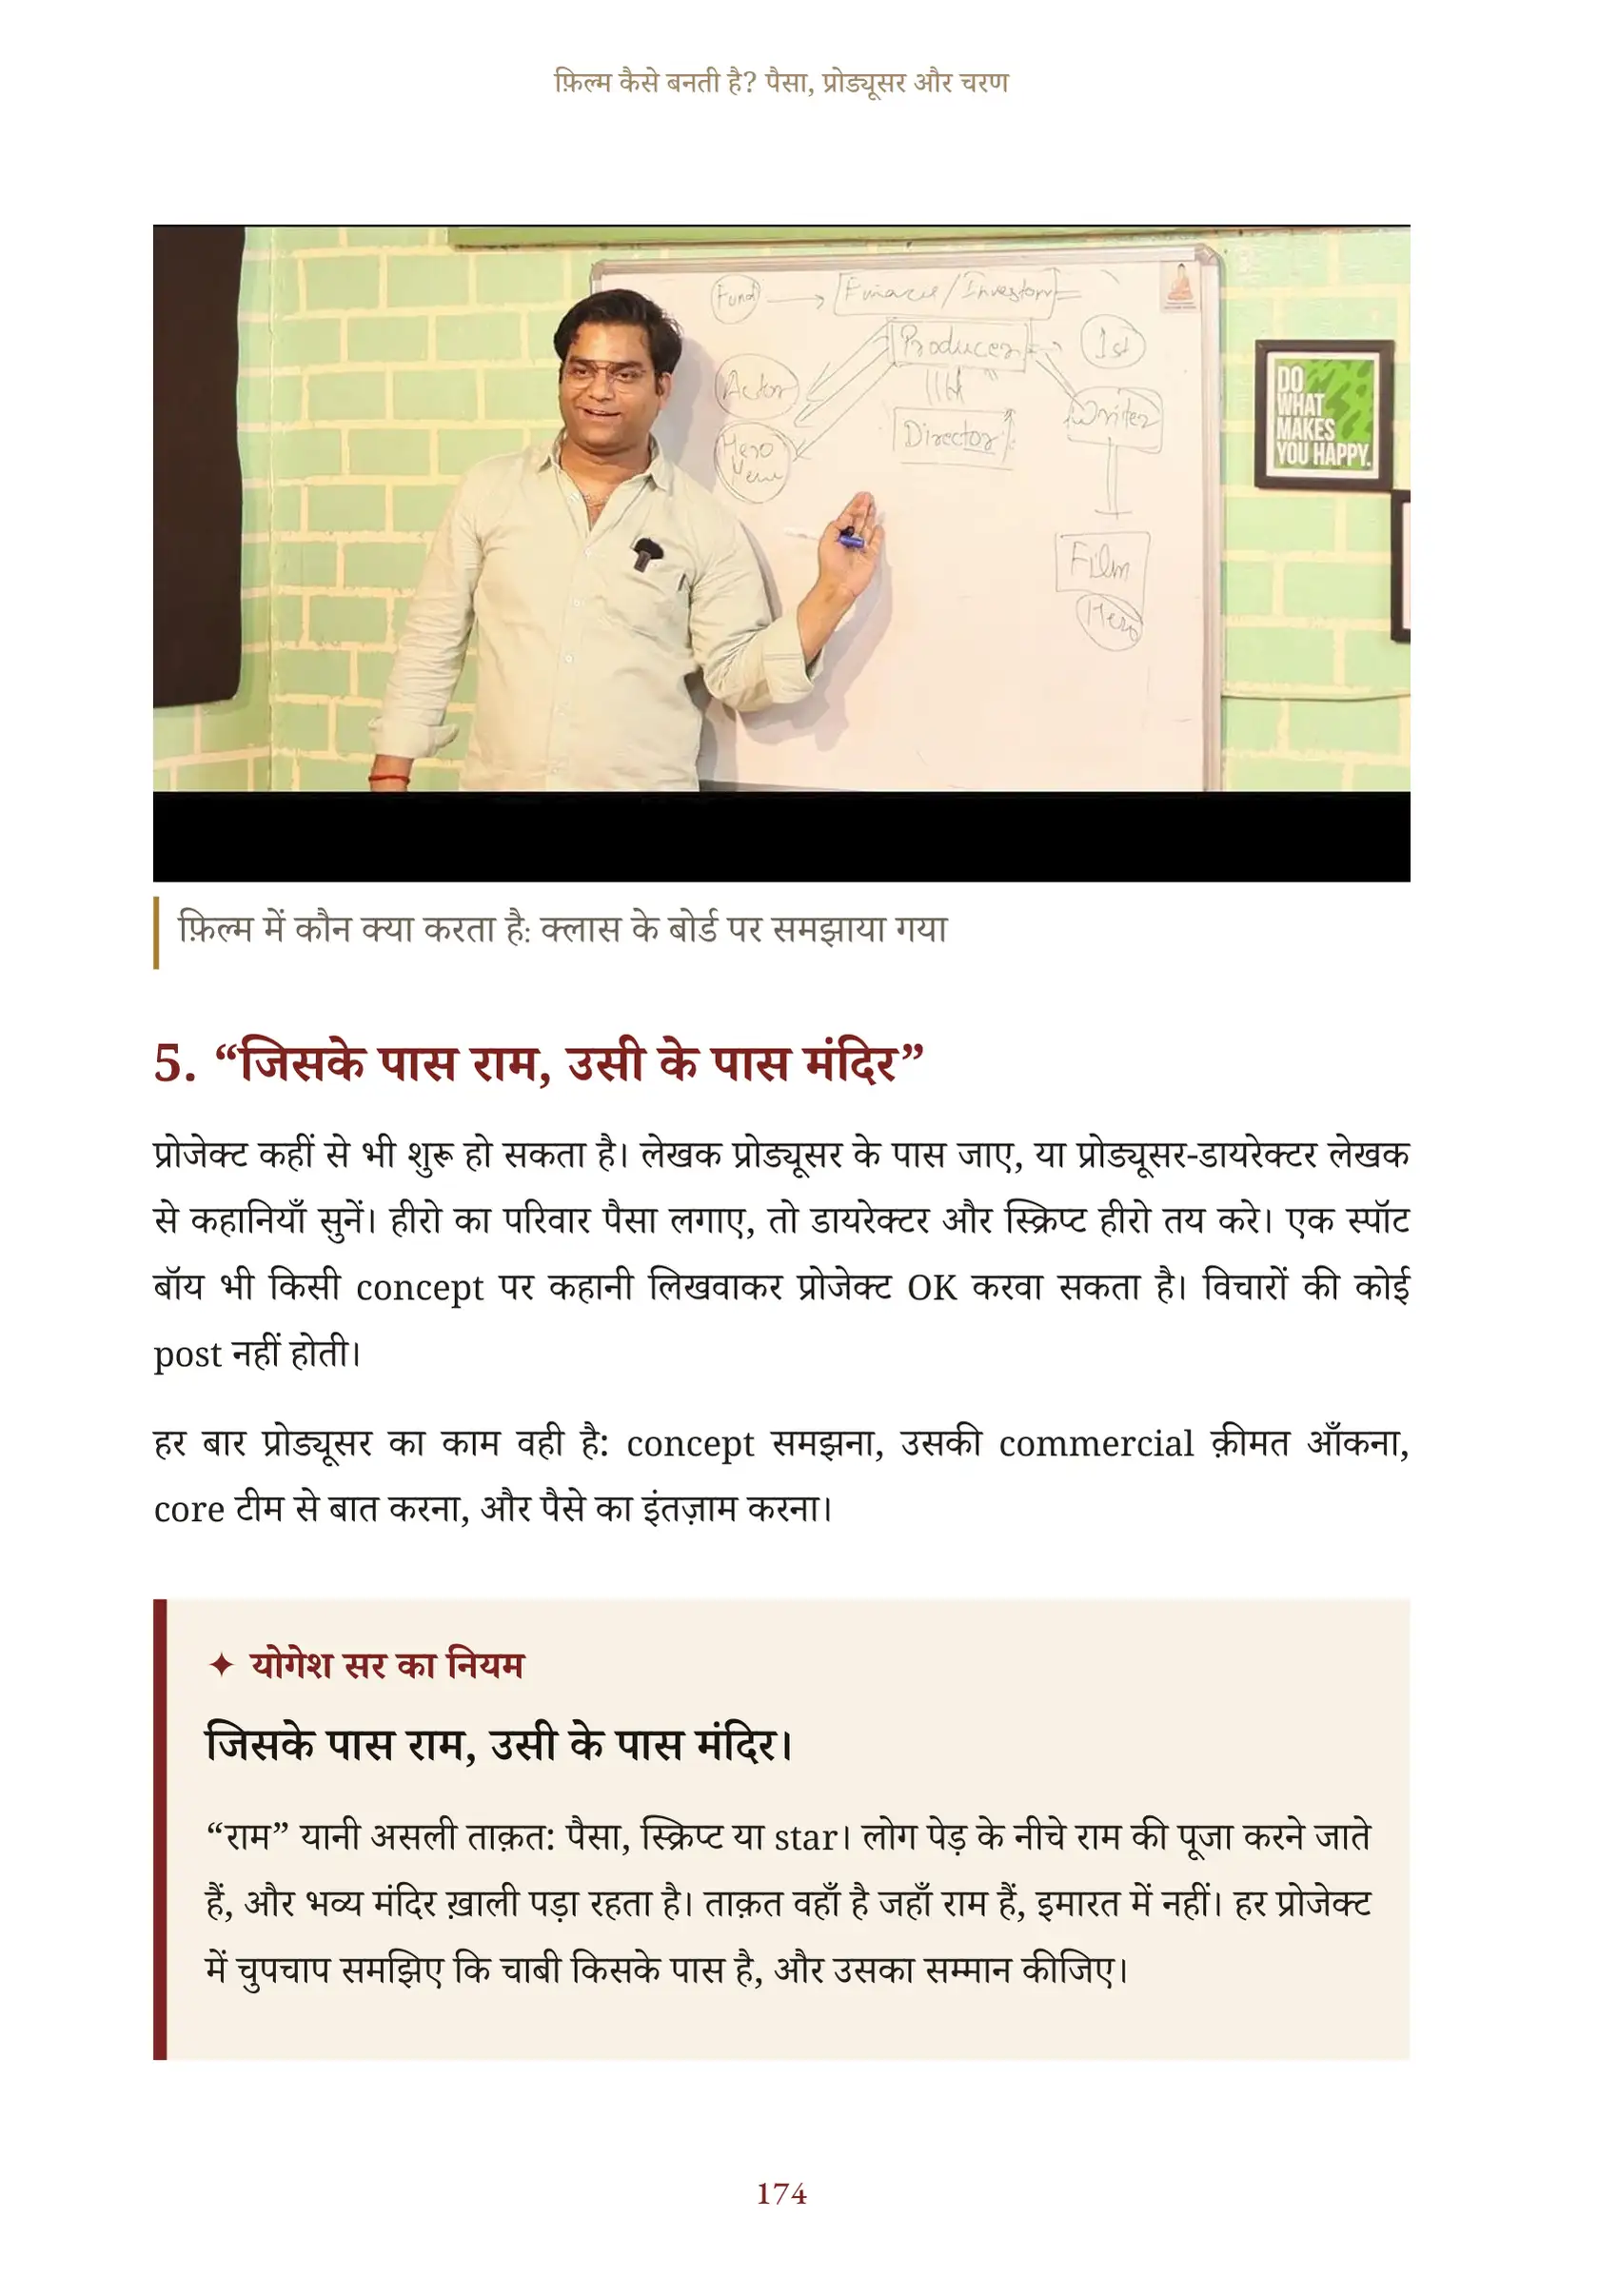 फ़िल्म कैसे बनती है? पैसा, प्रोड्यूसर और चरण
Fund
Finance/Investor
Producer
1st
Actor
Writer
Director
Hero
Film
Hero
DO
WHAT
MAKES
YOU HAPPY.
फ़िल्म में कौन क्या करता है: क्लास के बोर्ड पर समझाया गया
5. “जिसके पास राम, उसी के पास मंदिर”
प्रोजेक्ट कहीं से भी शुरू हो सकता है। लेखक प्रोड्यूसर के पास जाए, या प्रोड्यूसर-डायरेक्टर लेखक
से कहानियाँ सुनें। हीरो का परिवार पैसा लगाए, तो डायरेक्टर और स्क्रिप्ट हीरो तय करे। एक स्पॉट
बॉय भी किसी concept पर कहानी लिखवाकर प्रोजेक्ट OK करवा सकता है। विचारों की कोई
post नहीं होती।
हर बार प्रोड्यूसर का काम वही है: concept समझना, उसकी commercial क़ीमत आँकना,
core टीम से बात करना, और पैसे का इंतज़ाम करना।
✦ योगेश सर का नियम
जिसके पास राम, उसी के पास मंदिर।
“राम” यानी असली ताक़त: पैसा, स्क्रिप्ट या star। लोग पेड़ के नीचे राम की पूजा करने जाते
हैं, और भव्य मंदिर ख़ाली पड़ा रहता है। ताक़त वहाँ है जहाँ राम हैं, इमारत में नहीं। हर प्रोजेक्ट
में चुपचाप समझिए कि चाबी किसके पास है, और उसका सम्मान कीजिए।
174